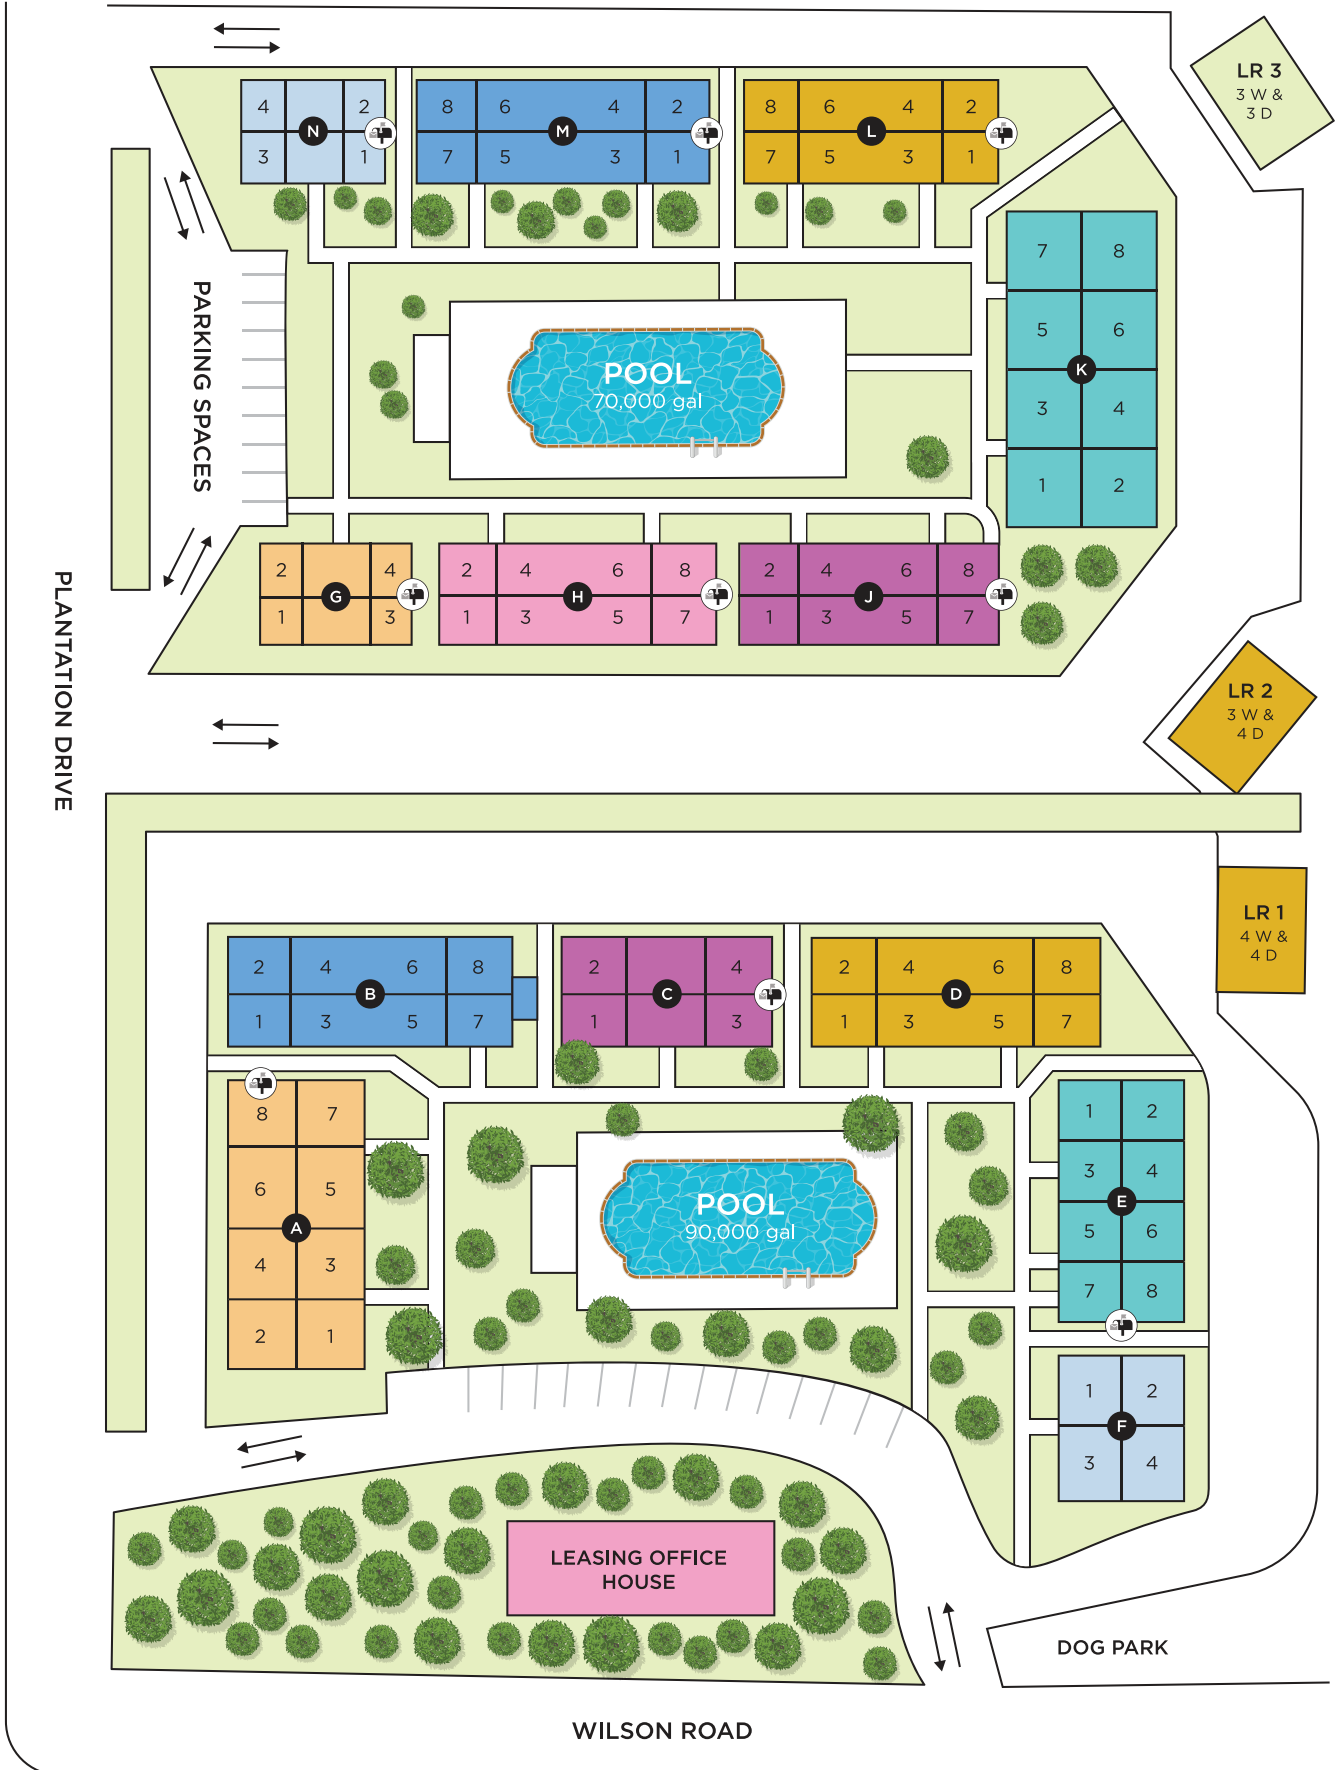 LR 3
3 W &
3 D
4
2
N
3
1
8
6
4
2
M
7
5
3
1
8
6
4
2
L
7
5
3
1
7
8
5
6
K
3
4
1
2
PARKING SPACES
POOL
70,000 gal
2
4
G
1
3
2
4
6
8
H
1
3
5
7
2
4
6
8
J
1
3
5
7
PLANTATION DRIVE
LR 2
3 W &
4 D
LR 1
4 W &
4 D
2
4
6
8
B
1
3
5
7
2
4
C
1
3
2
4
6
8
D
1
3
5
7
8
7
6
5
A
4
3
2
1
POOL
90,000 gal
1
2
3
4
E
5
6
7
8
1
2
F
3
4
LEASING OFFICE
HOUSE
DOG PARK
WILSON ROAD